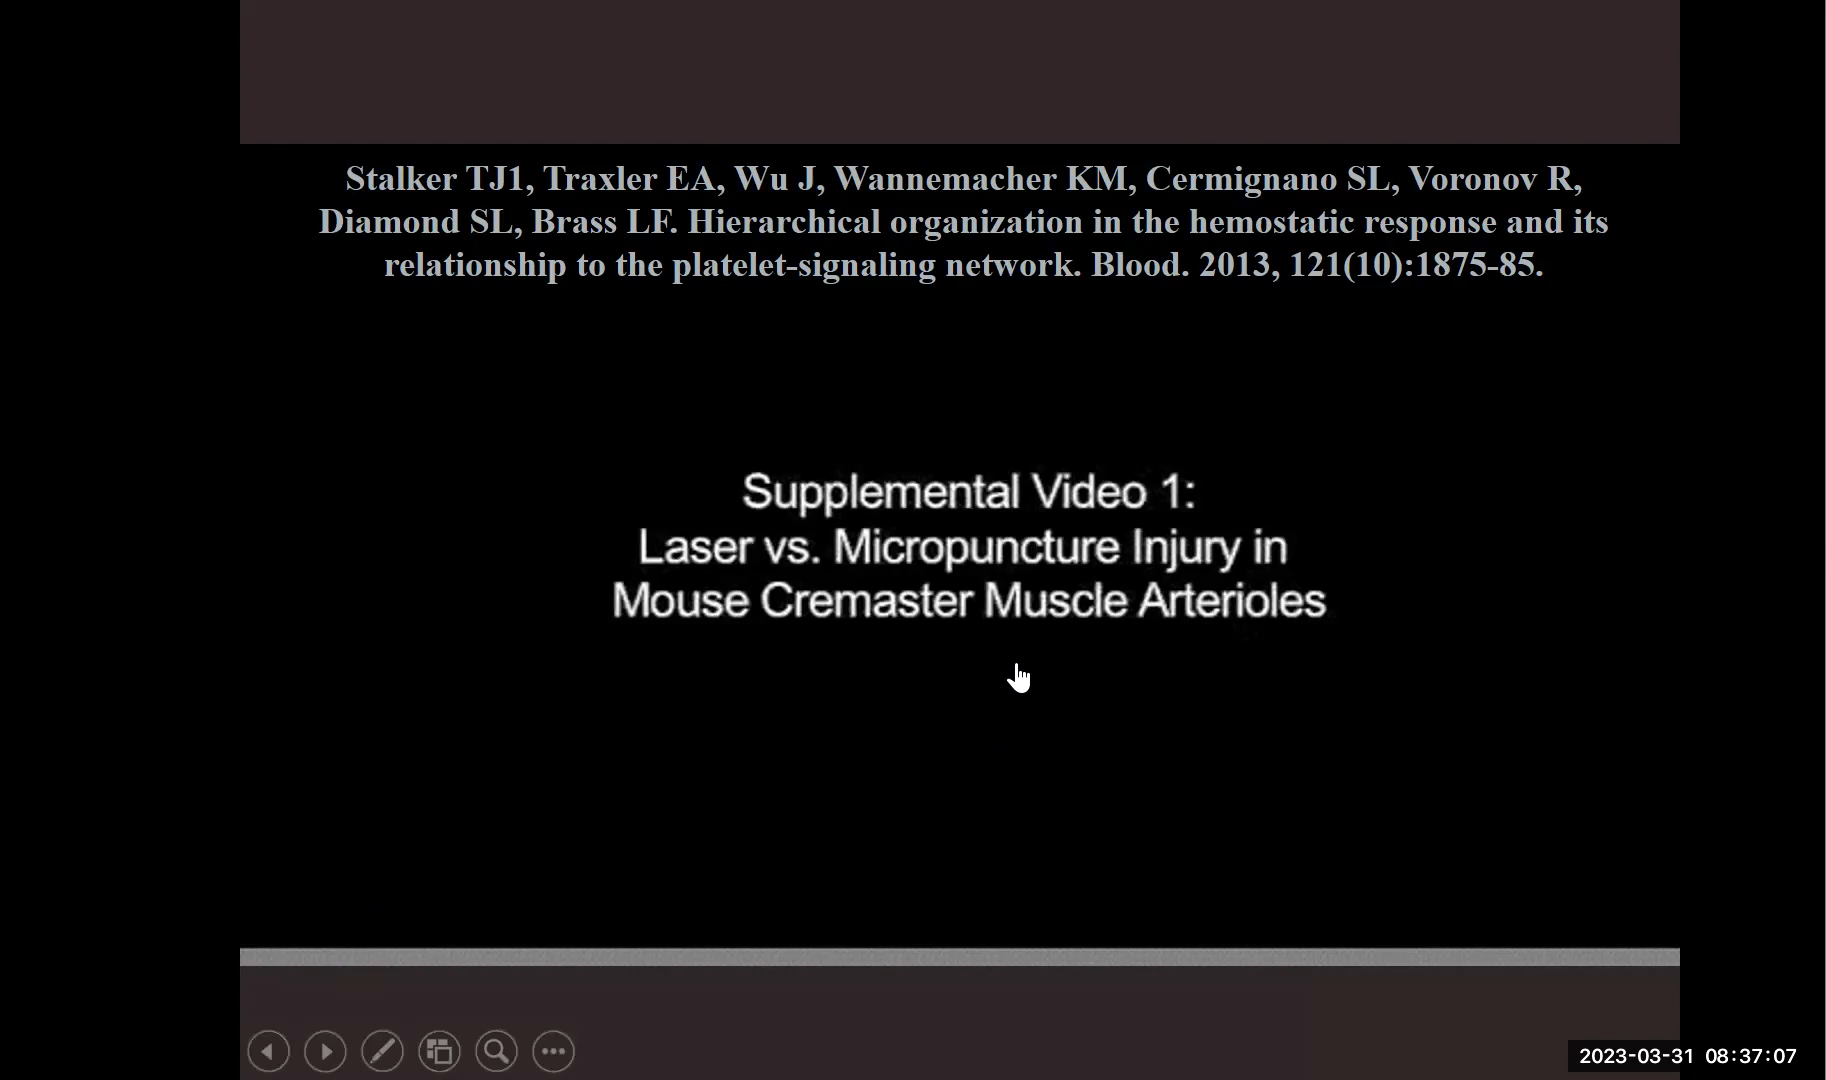 Stalker TJ1, Traxler EA, Wu J, Wannemacher KM, Cermignano SL, Voronov R,
Diamond SL, Brass LF. Hierarchical organization in the hemostatic response and its
relationship to the platelet-signaling network. Blood. 2013, 121(10):1875-85.
Supplemental Video 1:
Laser vs. Micropuncture Injury in
Mouse Cremaster Muscle Arterioles
2023-03-31 08:37:07